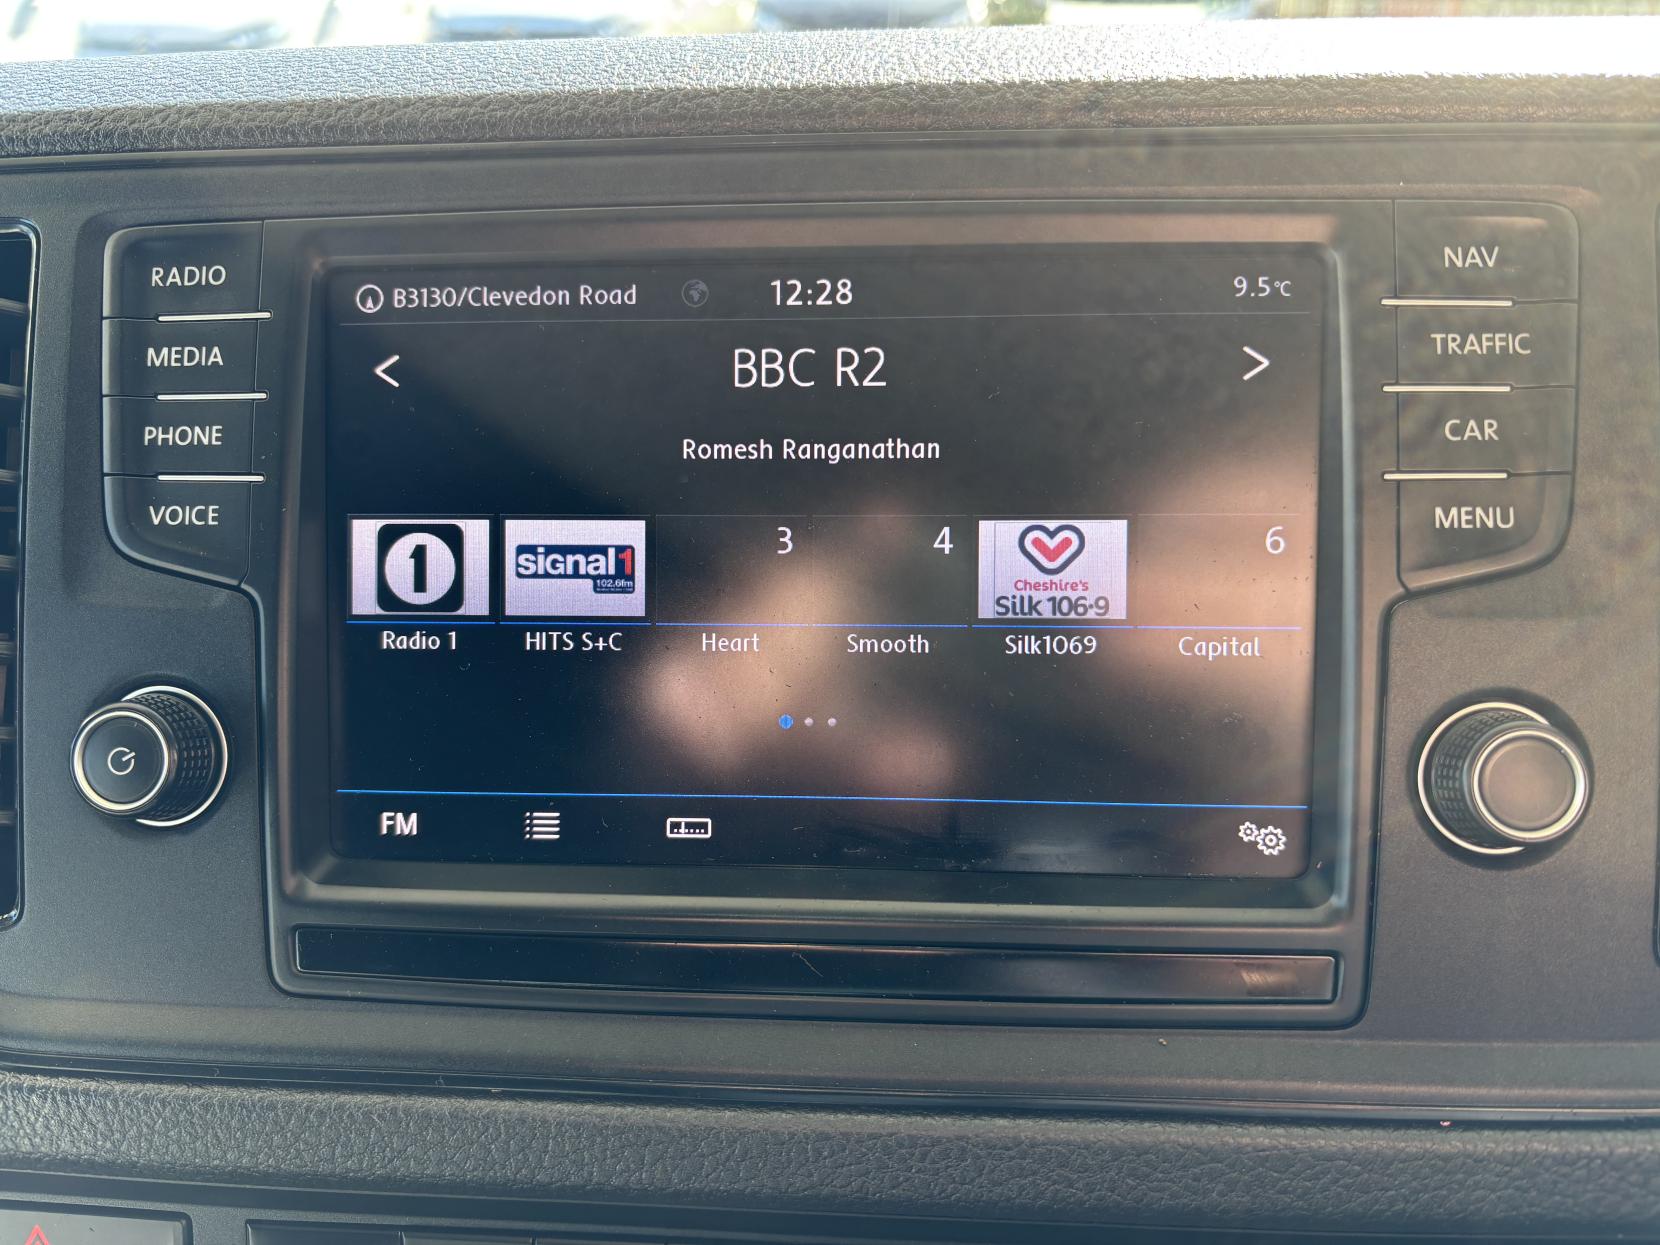 RADIO
MEDIA
PHONE
VOICE
B3130/Clevedon Road
12:28
9.5°C
< BBC R2 >
Romesh Ranganathan
1
signal1
102.6fm
3
4
Cheshire's
Silk 106·9
6
Radio 1
HITS S+C
Heart
Smooth
Silk1069
Capital
FM
NAV
TRAFFIC
CAR
MENU